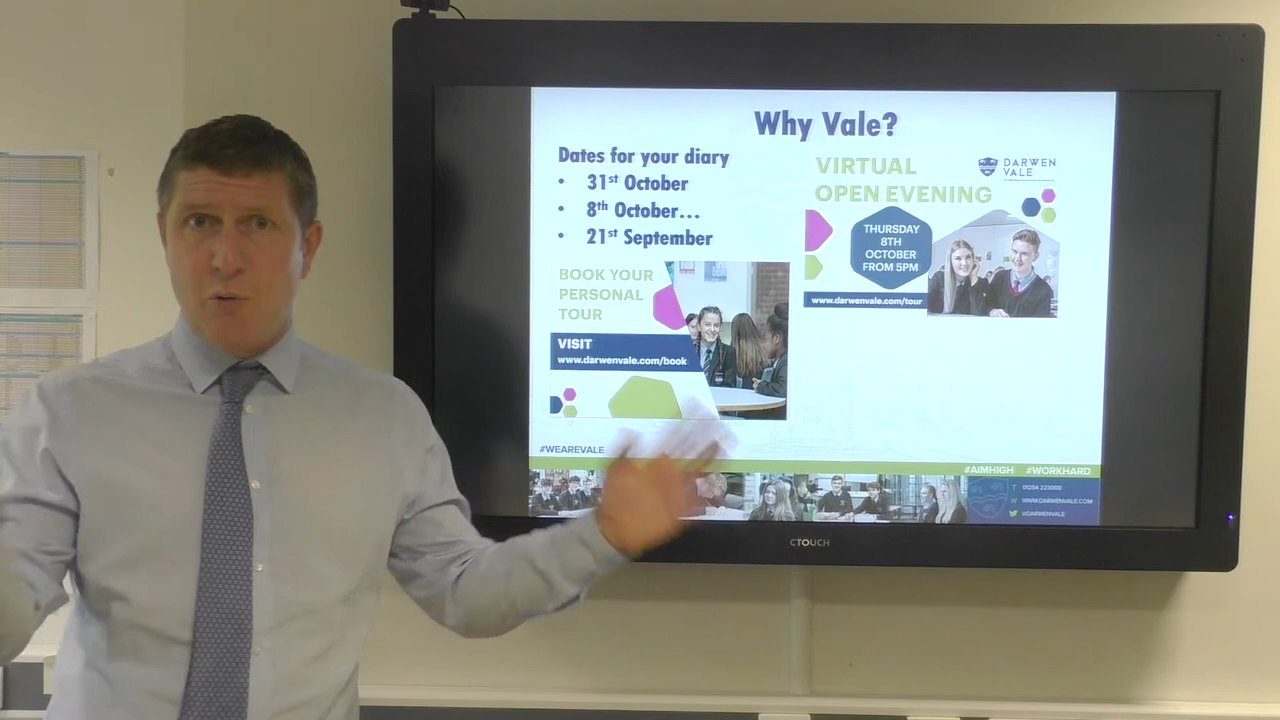 Why Vale?
Dates for your diary
• 31st October
• 8th October...
• 21st September
BOOK YOUR
PERSONAL
TOUR
VISIT
www.darwenvale.com/book
VIRTUAL
OPEN EVENING
DARWEN
VALE
THURSDAY
8TH
OCTOBER
FROM 5PM
www.darwenvale.com/tour
#WEAREVALE
#AIMHIGH #WORKHARD
T 01254 223000
W WWW.DARWENVALE.COM
@DARWENVALE
CTOUCH